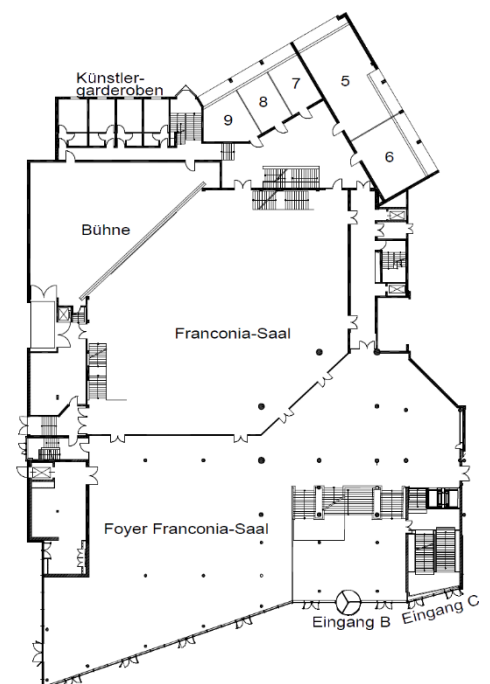 Künstler-
garderoben
5
7
8
9
6
Bühne
Franconia-Saal
Foyer Franconia-Saal
Eingang B
Eingang C